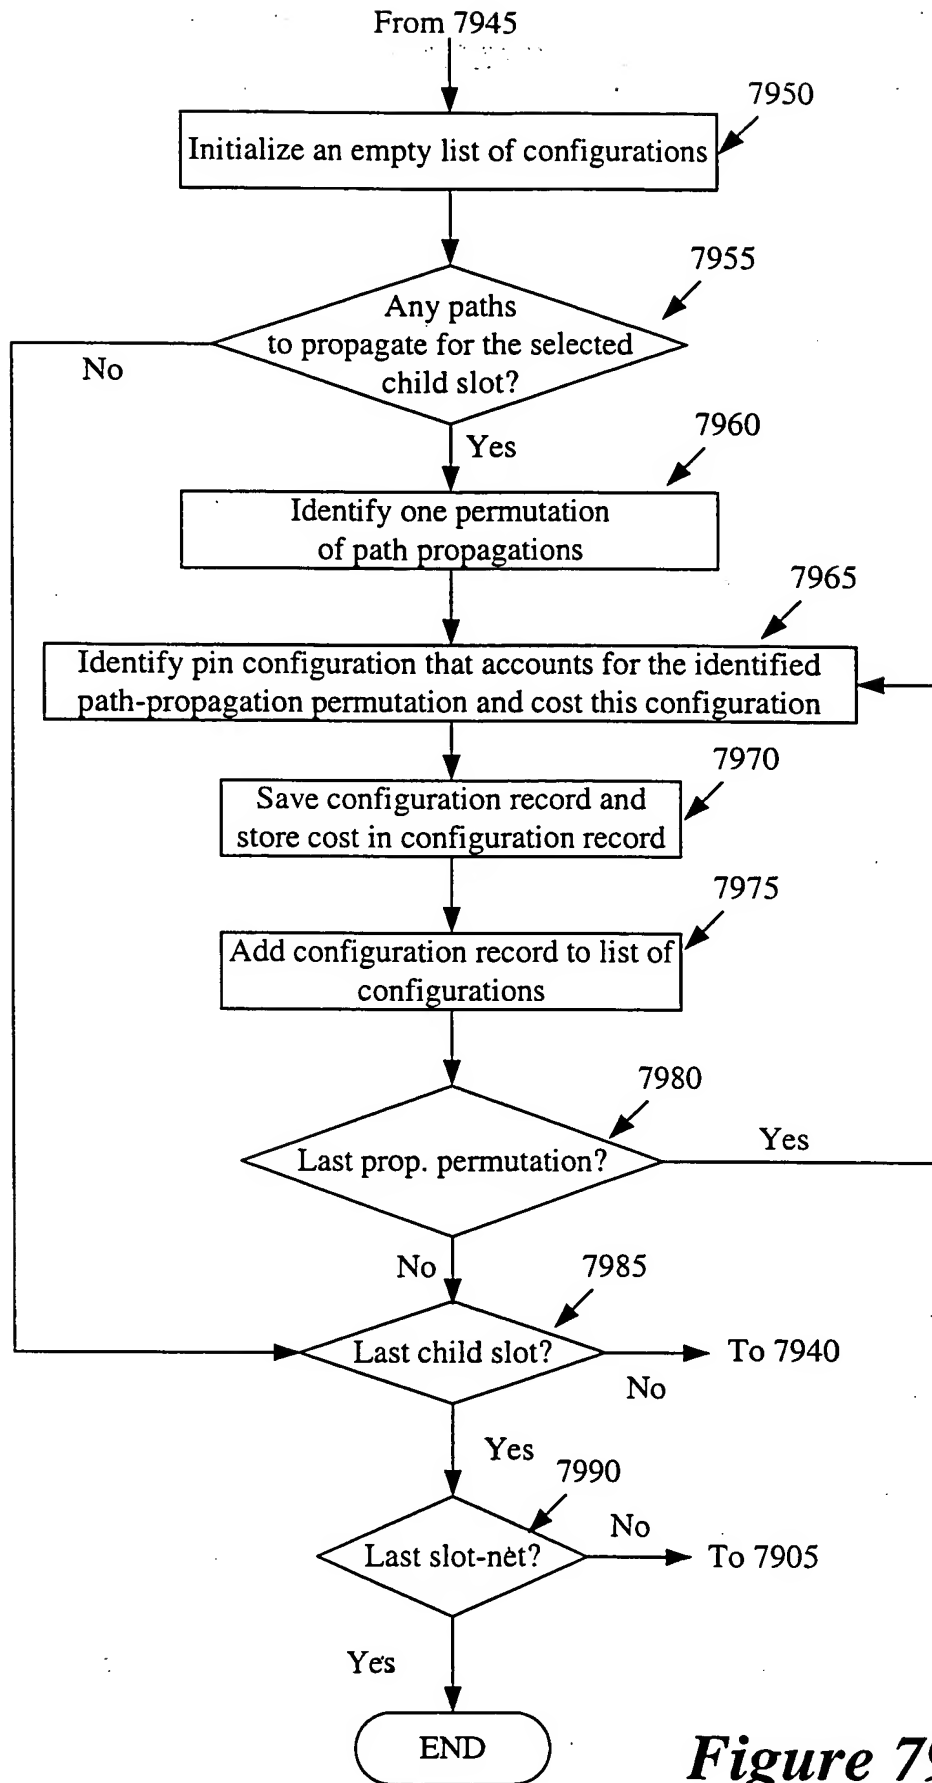 From 7945
7950
Initialize an empty list of configurations
7955
Any paths
to propagate for the selected
child slot?
No
Yes
7960
Identify one permutation
of path propagations
7965
Identify pin configuration that accounts for the identified
path-propagation permutation and cost this configuration
7970
Save configuration record and
store cost in configuration record
7975
Add configuration record to list of
configurations
7980
Last prop. permutation?
Yes
No
7985
Last child slot?
To 7940
No
Yes
7990
Last slot-net?
No
To 7905
Yes
END
Figure 79